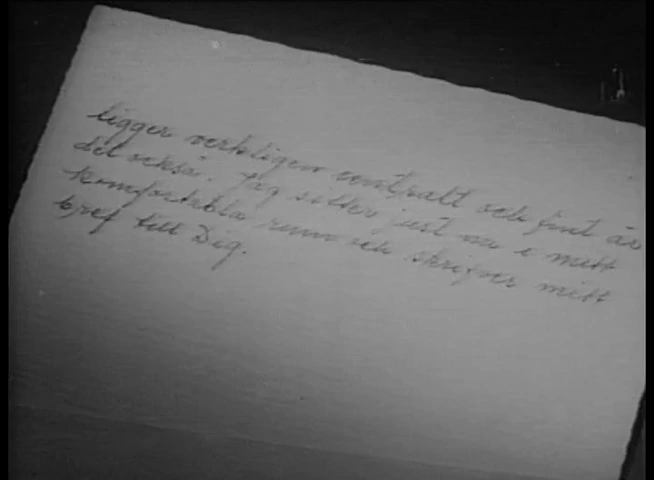 ligger verkligen centralt och fint är
det också. Jag sitter just nu i mitt
komfortabla rum och skrifver mitt
bref till Dig.